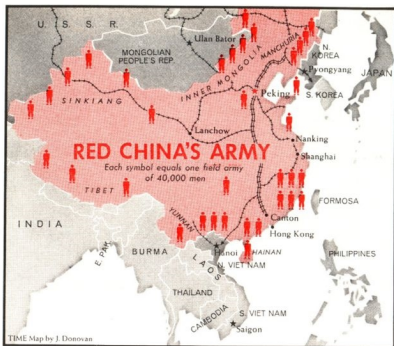 U. S. S. R.
Ulan Bator
MONGOLIAN
PEOPLE'S REP.
INNER MONGOLIA
MANCHURIA
N.
KOREA
Pyongyang
JAPAN
S. KOREA
Peking
SINKIANG
Lanchow
Nanking
Shanghai
RED CHINA'S ARMY
Each symbol equals one field army
of 40,000 men
TIBET
FORMOSA
INDIA
YUNNAN
Canton
Hong Kong
E. PAK.
BURMA
Hanoi
HAINAN
LAOS
N. VIET NAM
PHILIPPINES
THAILAND
CAMBODIA
S. VIET NAM
Saigon
TIME Map by J. Donovan